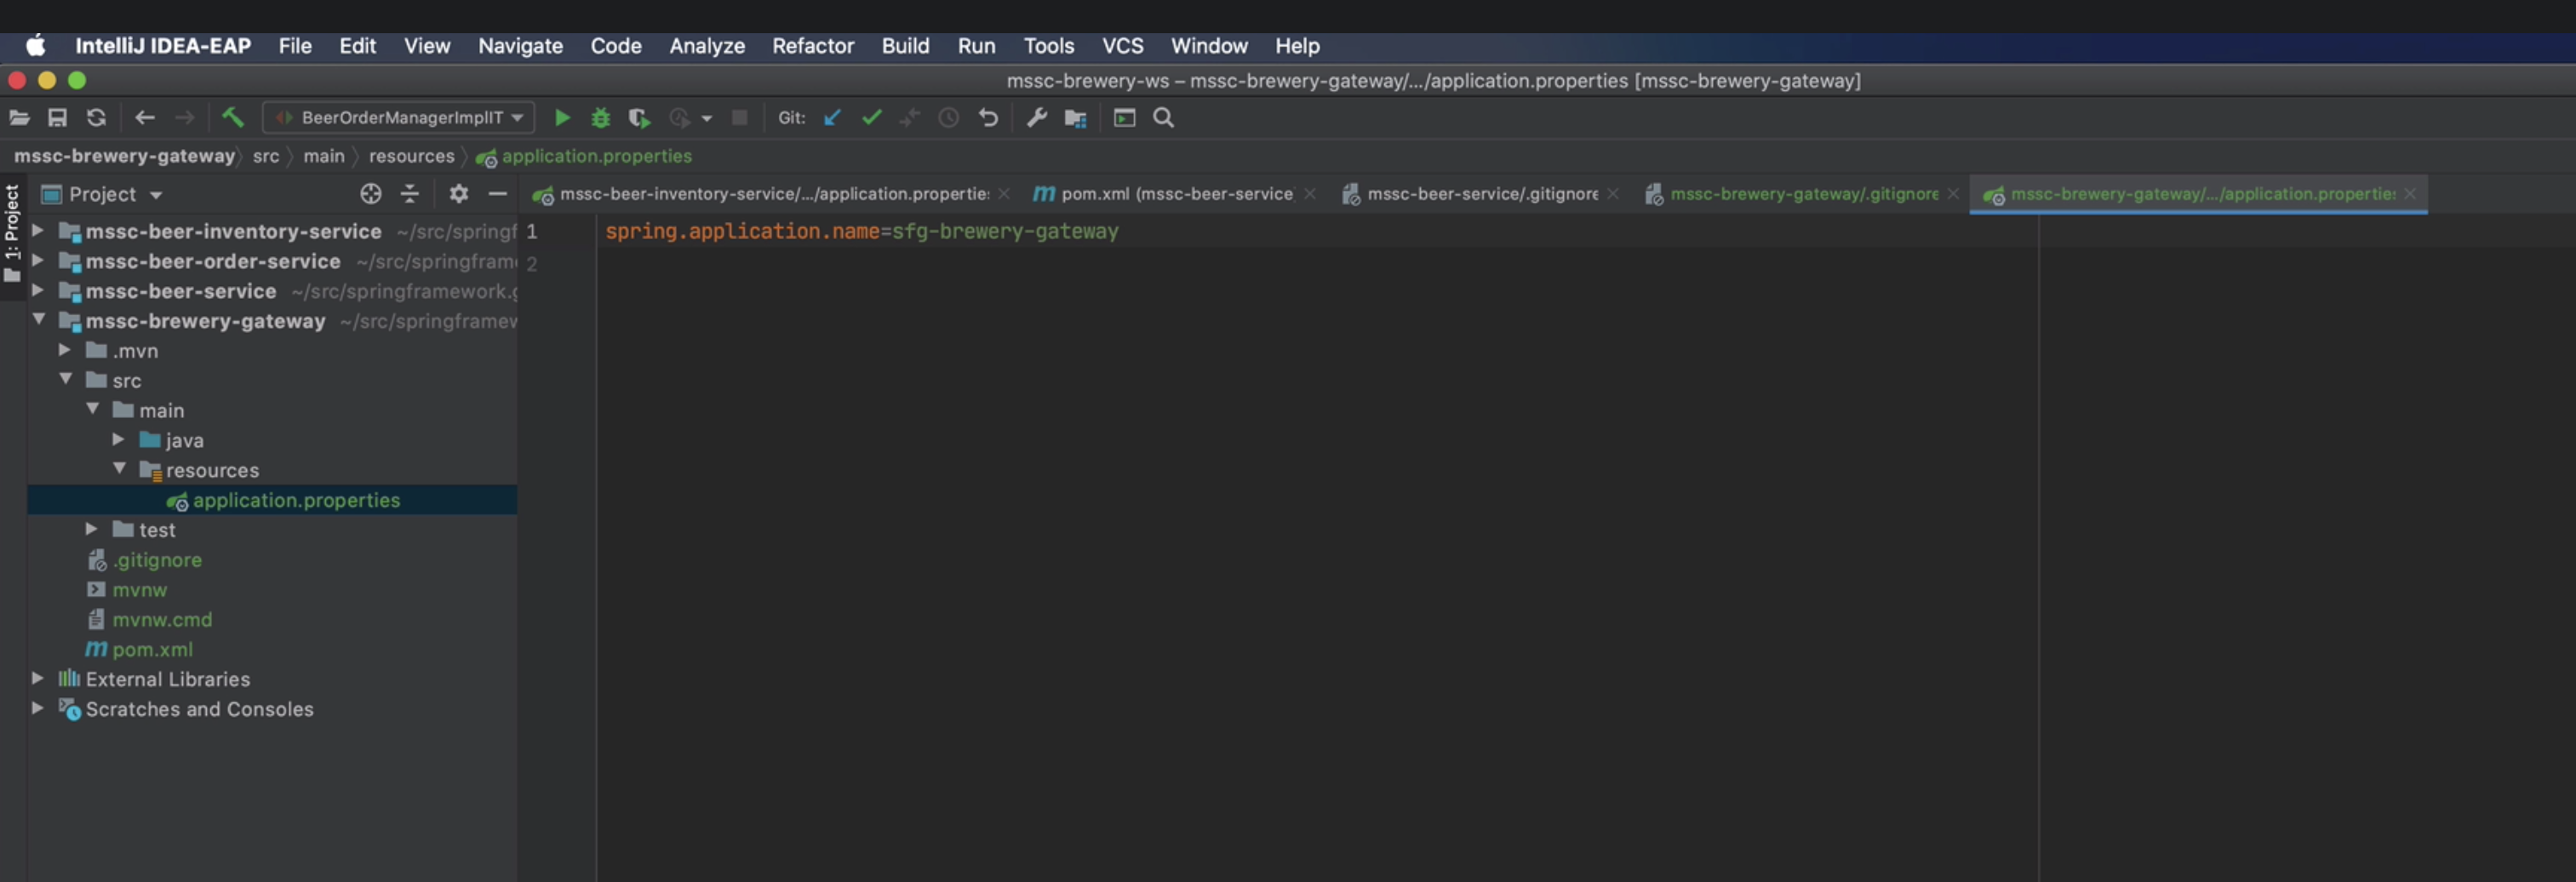 IntelliJ IDEA-EAP File Edit View Navigate Code Analyze Refactor Build Run Tools VCS Window Help
mssc-brewery-ws – mssc-brewery-gateway/.../application.properties [mssc-brewery-gateway]
BeerOrderManagerImplIT Git:
mssc-brewery-gateway src main resources application.properties
1: Project
Project
mssc-beer-inventory-service/.../application.properties pom.xml (mssc-beer-service) mssc-beer-service/.gitignore mssc-brewery-gateway/.gitignore mssc-brewery-gateway/.../application.properties
mssc-beer-inventory-service ~/src/springf
mssc-beer-order-service ~/src/springfram
mssc-beer-service ~/src/springframework.g
mssc-brewery-gateway ~/src/springframew
.mvn
src
main
java
resources
application.properties
test
.gitignore
mvnw
mvnw.cmd
pom.xml
External Libraries
Scratches and Consoles
1 spring.application.name=sfg-brewery-gateway
2